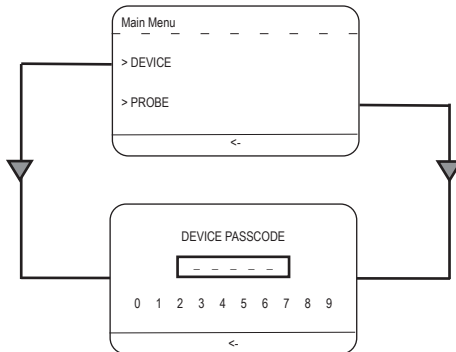 Main Menu
_ _ _ _ _ _ _ _ _ _
> DEVICE
> PROBE
<-
DEVICE PASSCODE
_ _ _ _ _
0 1 2 3 4 5 6 7 8 9
<-